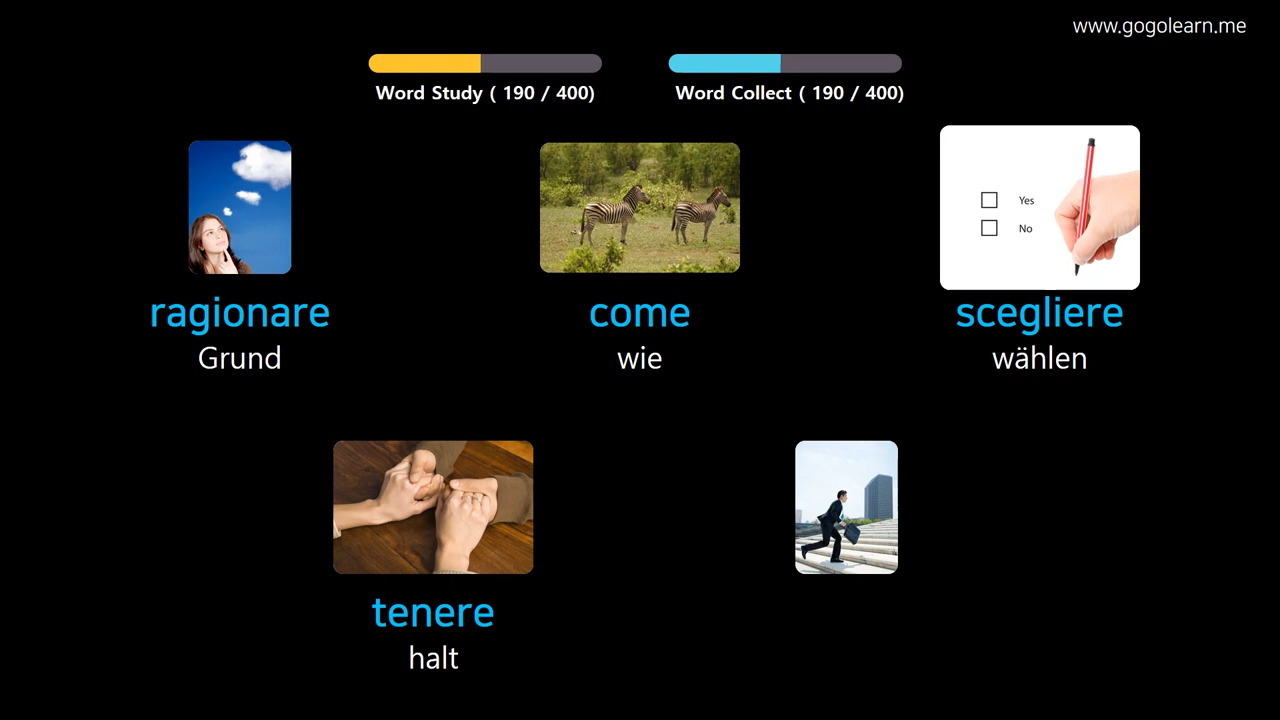 www.gogolearn.me
Word Study ( 190 / 400)
Word Collect ( 190 / 400)
Yes
No
ragionare
come
scegliere
Grund
wie
wählen
tenere
halt